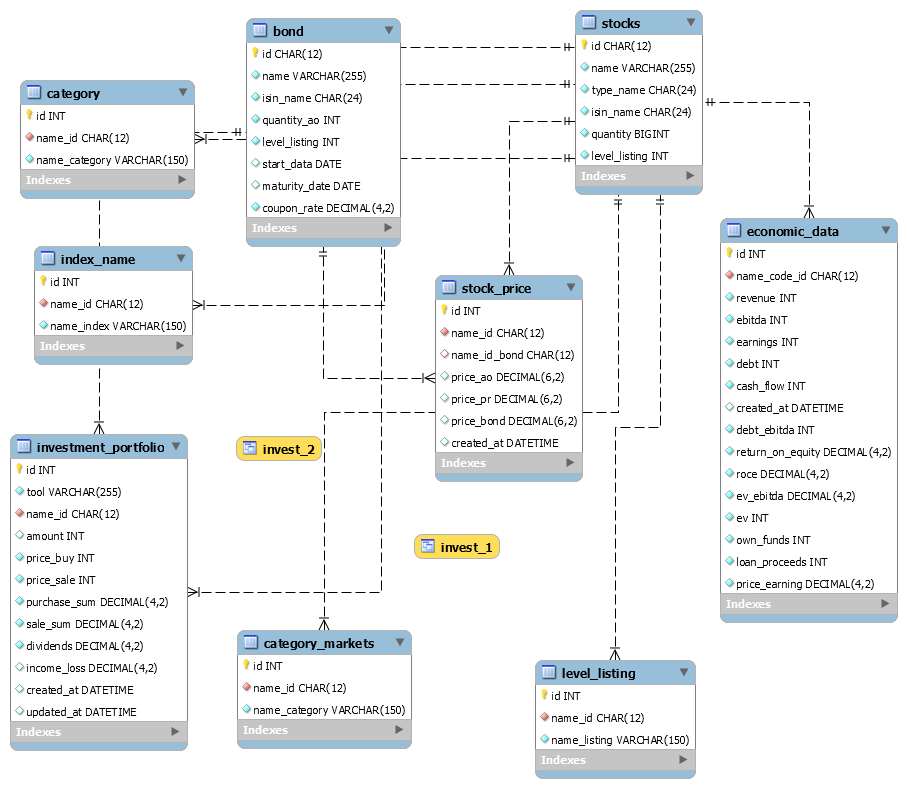 bond
id CHAR(12)
name VARCHAR(255)
isin_name CHAR(24)
quantity_ao INT
level_listing INT
start_data DATE
maturity_date DATE
coupon_rate DECIMAL(4,2)
Indexes
stocks
id CHAR(12)
name VARCHAR(255)
type_name CHAR(24)
isin_name CHAR(24)
quantity BIGINT
level_listing INT
Indexes
category
id INT
name_id CHAR(12)
name_category VARCHAR(150)
Indexes
index_name
id INT
name_id CHAR(12)
name_index VARCHAR(150)
Indexes
stock_price
id INT
name_id CHAR(12)
name_id_bond CHAR(12)
price_ao DECIMAL(6,2)
price_pr DECIMAL(6,2)
price_bond DECIMAL(6,2)
created_at DATETIME
Indexes
economic_data
id INT
name_code_id CHAR(12)
revenue INT
ebitda INT
earnings INT
debt INT
cash_flow INT
created_at DATETIME
debt_ebitda INT
return_on_equity DECIMAL(4,2)
roce DECIMAL(4,2)
ev_ebitda DECIMAL(4,2)
ev INT
own_funds INT
loan_proceeds INT
price_earning DECIMAL(4,2)
Indexes
investment_portfolio
id INT
tool VARCHAR(255)
name_id CHAR(12)
amount INT
price_buy INT
price_sale INT
purchase_sum DECIMAL(4,2)
sale_sum DECIMAL(4,2)
dividends DECIMAL(4,2)
income_loss DECIMAL(4,2)
created_at DATETIME
updated_at DATETIME
Indexes
invest_2
invest_1
category_markets
id INT
name_id CHAR(12)
name_category VARCHAR(150)
Indexes
level_listing
id INT
name_id CHAR(12)
name_listing VARCHAR(150)
Indexes